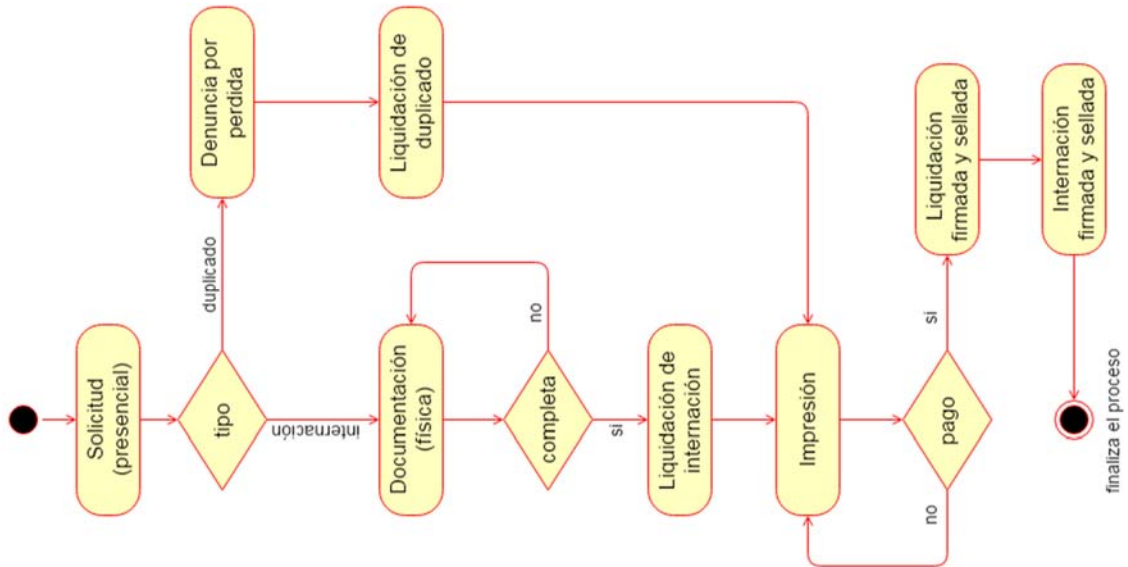 Solicitud
(presencial)
tipo
duplicado
Denuncia por
perdida
Liquidación de
duplicado
internación
Documentación
(física)
completa
no
si
Liquidación de
internación
Impresión
pago
no
si
Liquidación
firmada y sellada
Internación
firmada y sellada
finaliza el proceso